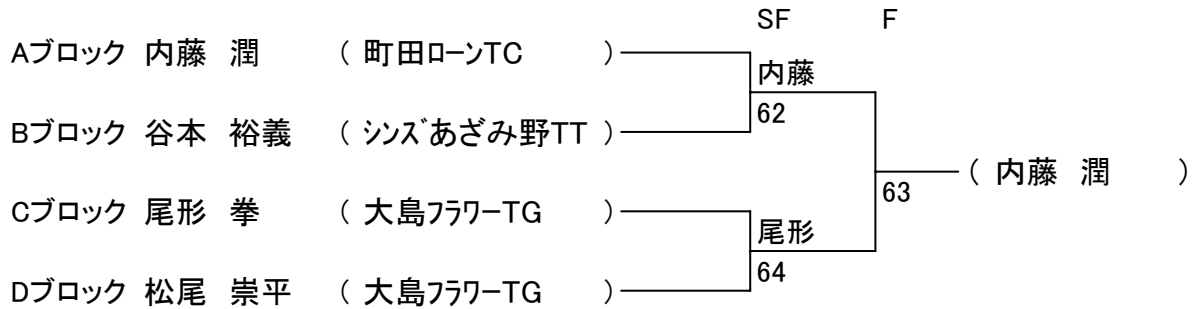 SF F
Aブロック 内藤 潤 ( 町田ローンTC )
内藤
62
Bブロック 谷本 裕義 ( シンズあざみ野TT )
( 内藤 潤 )
63
Cブロック 尾形 拳 ( 大島フラワーTG )
尾形
64
Dブロック 松尾 崇平 ( 大島フラワーTG )